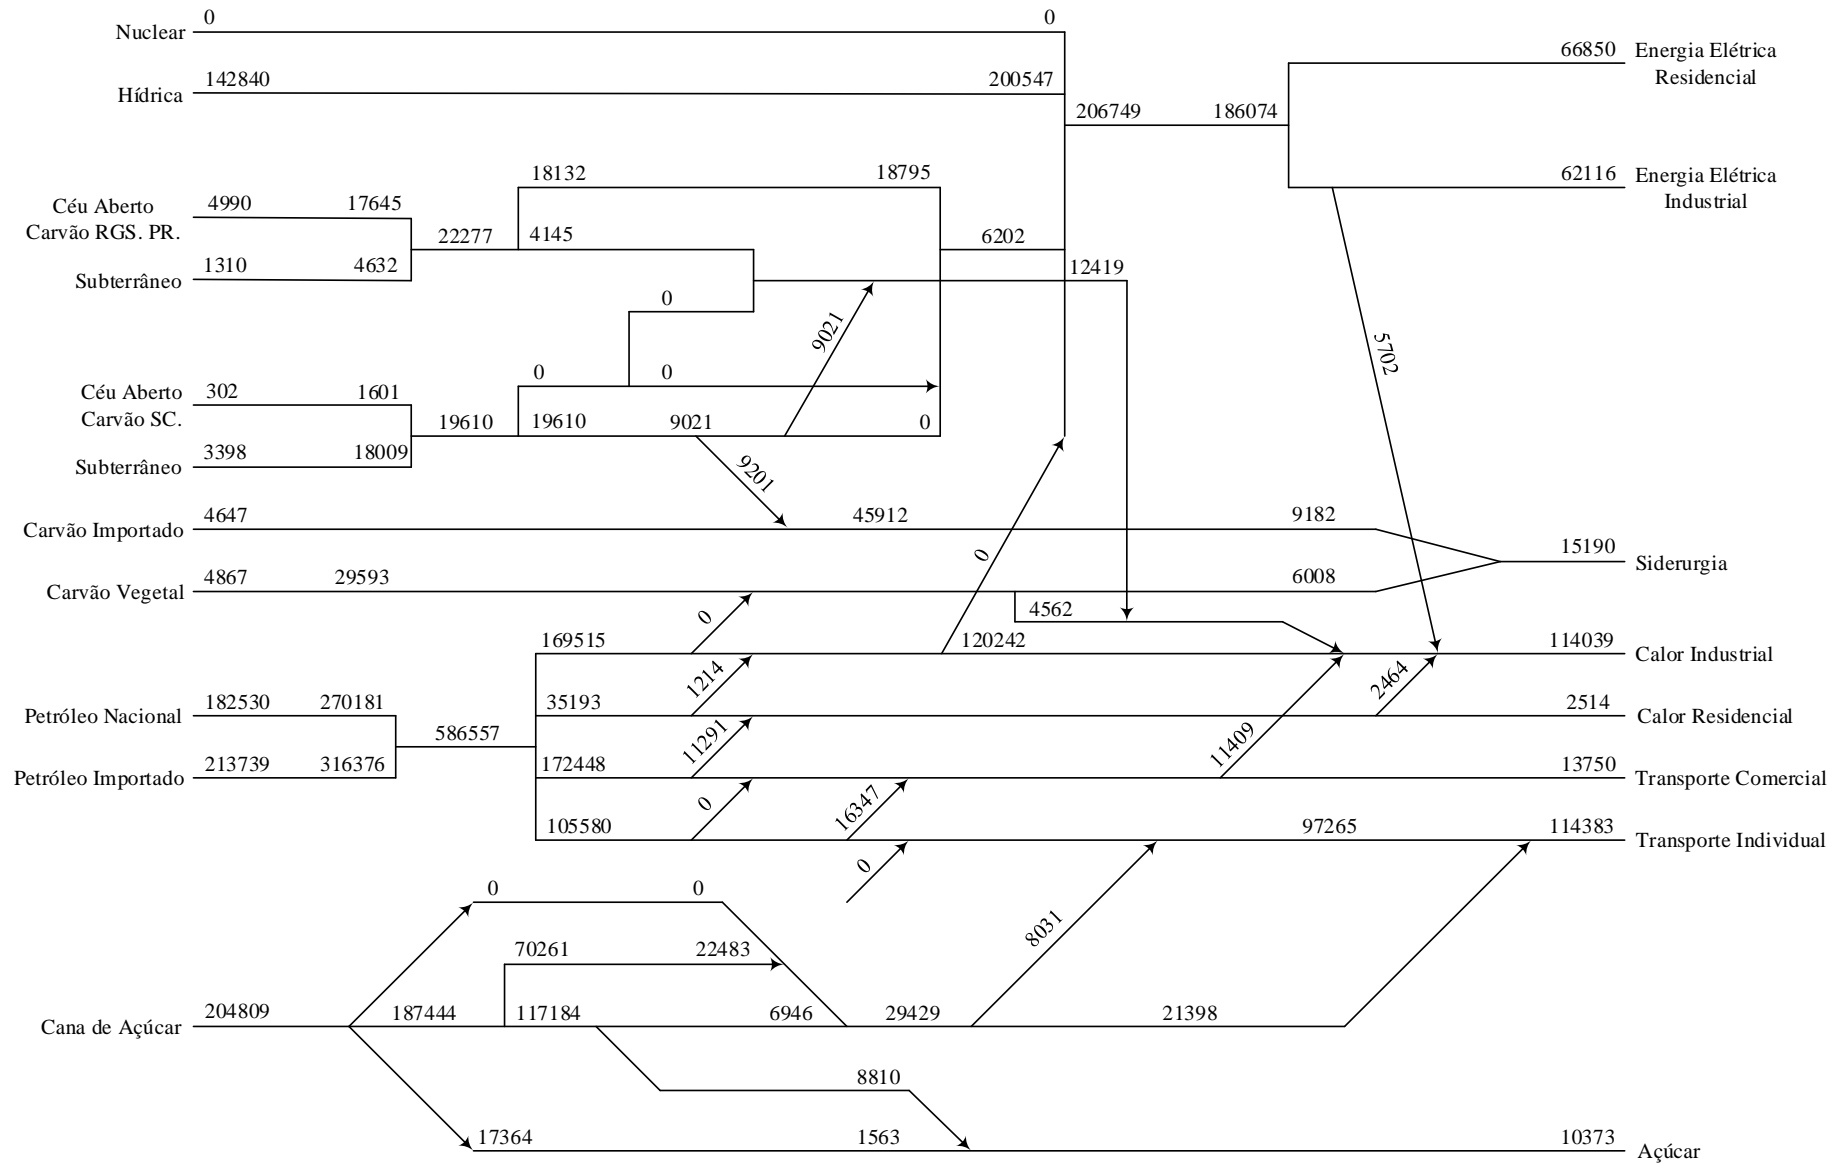 0 0
Nuclear
66850 Energia Elétrica
Residencial
142840 200547
Hídrica
206749 186074
18132 18795
62116 Energia Elétrica
Industrial
Céu Aberto 4990 17645
Carvão RGS. PR.
22277 4145 6202
Subterrâneo 1310 4632
12419
0
9021
5702
0 0
Céu Aberto 302 1601
Carvão SC.
19610 19610 9021 0
Subterrâneo 3398 18009
9201
Carvão Importado 4647 45912 9182
15190 Siderurgia
0
Carvão Vegetal 4867 29593 6008
4562
0
169515 120242 114039 Calor Industrial
1214 2464
Petróleo Nacional 182530 270181 35193 2514 Calor Residencial
586557
11291 11409
Petróleo Importado 213739 316376 172448 13750 Transporte Comercial
0 16347
105580 97265 114383 Transporte Individual
0
0 0
8031
70261 22483
Cana de Açúcar 204809 187444 117184 6946 29429 21398
8810
17364 1563 10373 Açúcar